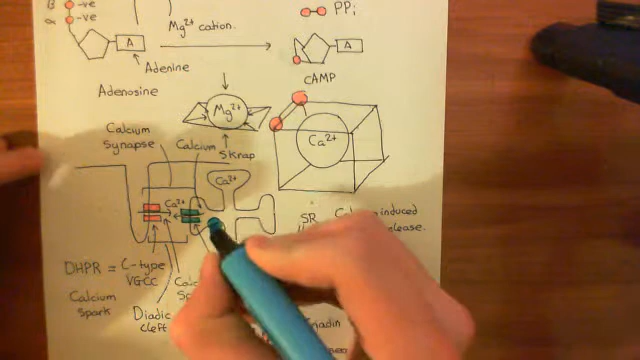 β -ve
α -ve
PPi
Mg²⁺ cation.
A
A
Adenine
cAMP
Adenosine
Mg²⁺
Calcium
Synapse
Calcium
Sknap
Ca²⁺
Ca²⁺
Ca²⁺
SR
induced
release.
DHPR = L-type
VGCC
Calcium
Spark
Diadic
cleft